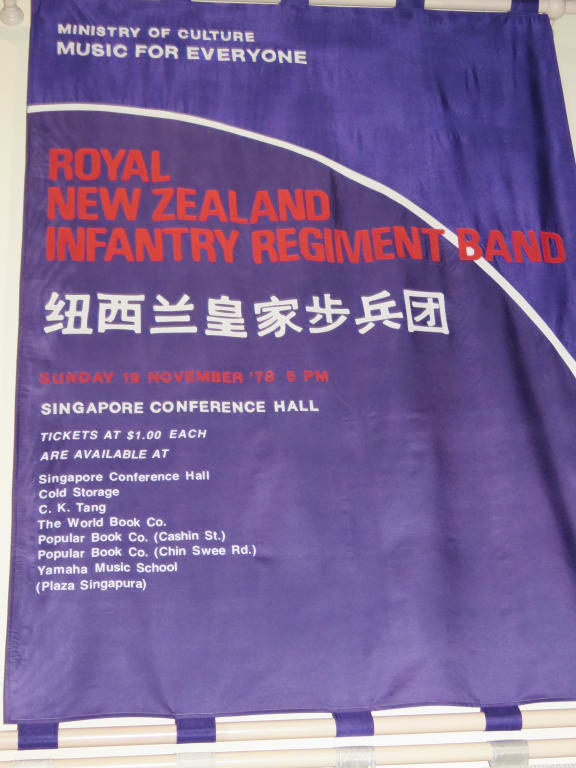 MINISTRY OF CULTURE
MUSIC FOR EVERYONE
ROYAL
NEW ZEALAND
INFANTRY REGIMENT BAND
纽西兰皇家步兵团
SUNDAY 19 NOVEMBER '78 5 PM
SINGAPORE CONFERENCE HALL
TICKETS AT $1.00 EACH
ARE AVAILABLE AT
Singapore Conference Hall
Cold Storage
C. K. Tang
The World Book Co.
Popular Book Co. (Cashin St.)
Popular Book Co. (Chin Swee Rd.)
Yamaha Music School
(Plaza Singapura)